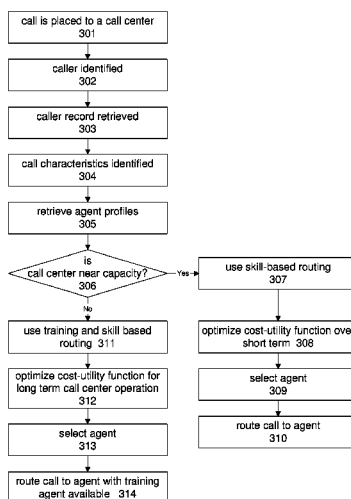 call is placed to a call center
301
caller identified
302
caller record retrieved
303
call characteristics identified
304
retrieve agent profiles
305
is
call center near capacity?
306
Yes
No
use skill-based routing
307
optimize cost-utility function over
short term 308
select agent
309
route call to agent
310
use training and skill based
routing 311
optimize cost-utility function for
long term call center operation
312
select agent
313
route call to agent with training
agent available 314